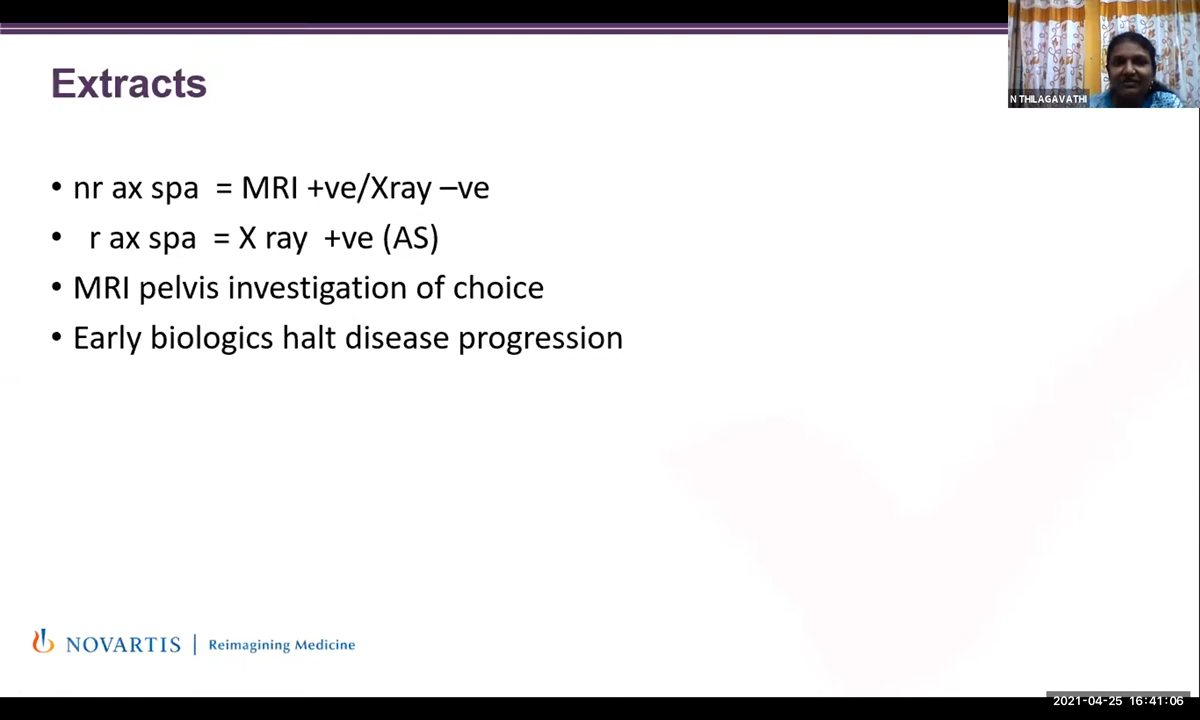 Extracts
N THILAGAVATHI
• nr ax spa = MRI +ve/Xray –ve
• r ax spa = X ray +ve (AS)
• MRI pelvis investigation of choice
• Early biologics halt disease progression
NOVARTIS | Reimagining Medicine
2021-04-25 16:41:06